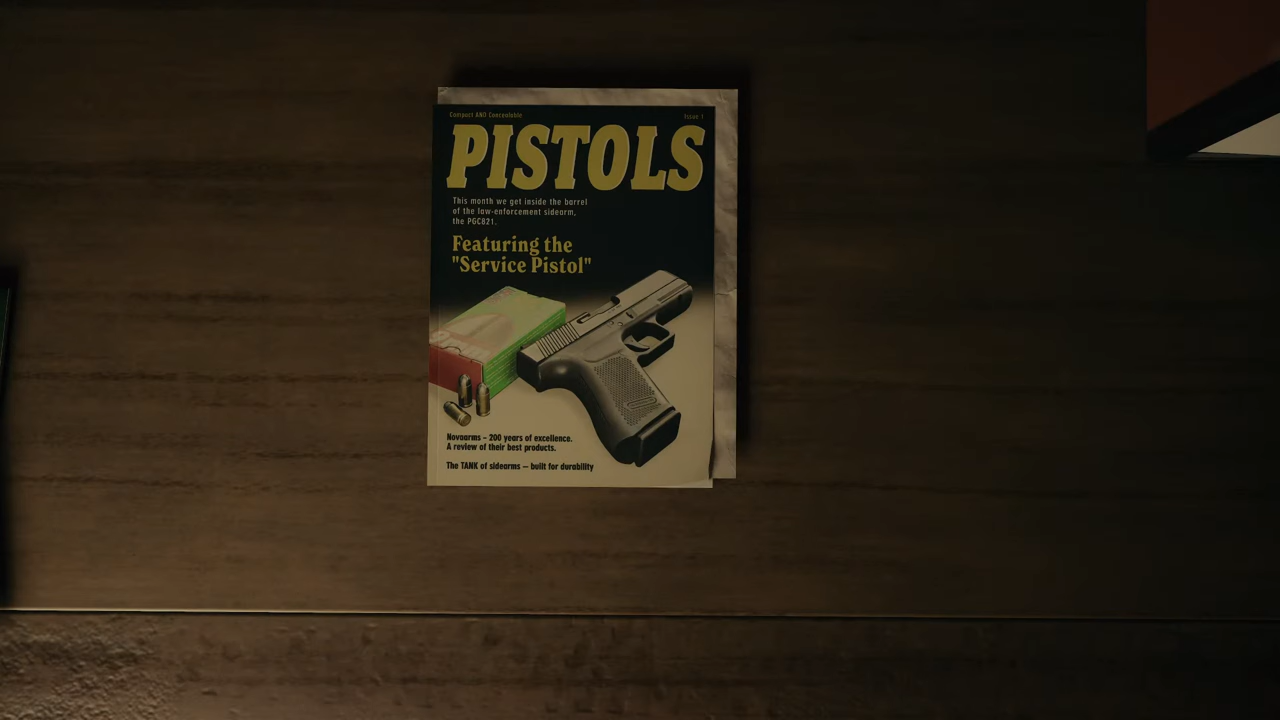 Compact AND Concealable
Issue 1
PISTOLS
This month we get inside the barrel
of the law-enforcement sidearm,
the PGC821.
Featuring the
"Service Pistol"
Novaarms – 200 years of excellence.
A review of their best products.
The TANK of sidearms – built for durability